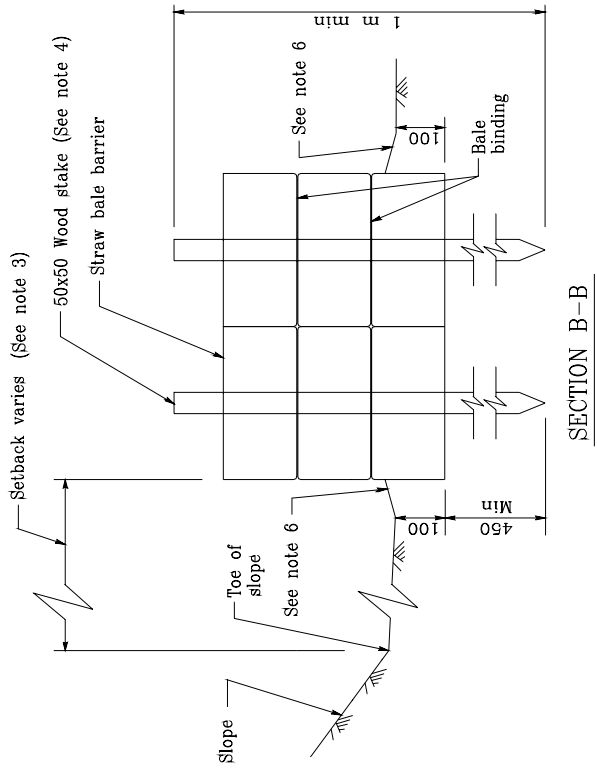 Setback varies (See note 3)
50x50 Wood stake (See note 4)
Straw bale barrier
See note 6
1 m min
100
Bale
binding
Toe of
slope
See note 6
Slope
100
450
Min
SECTION B-B